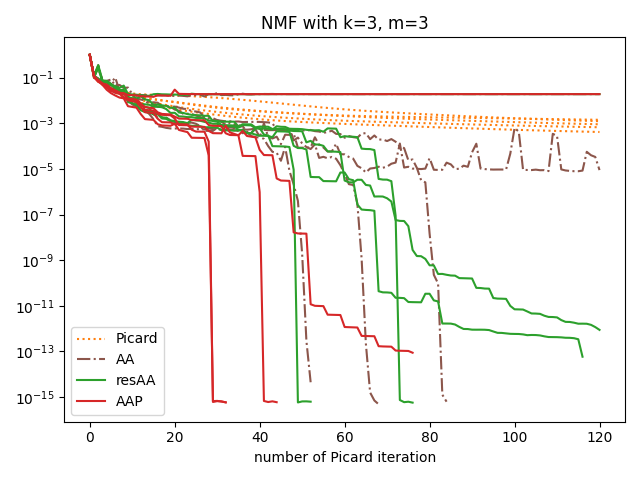 NMF with k=3, m=3
10⁻¹
10⁻³
10⁻⁵
10⁻⁷
10⁻⁹
10⁻¹¹
10⁻¹³
10⁻¹⁵
Picard
AA
resAA
AAP
0 20 40 60 80 100 120
number of Picard iteration